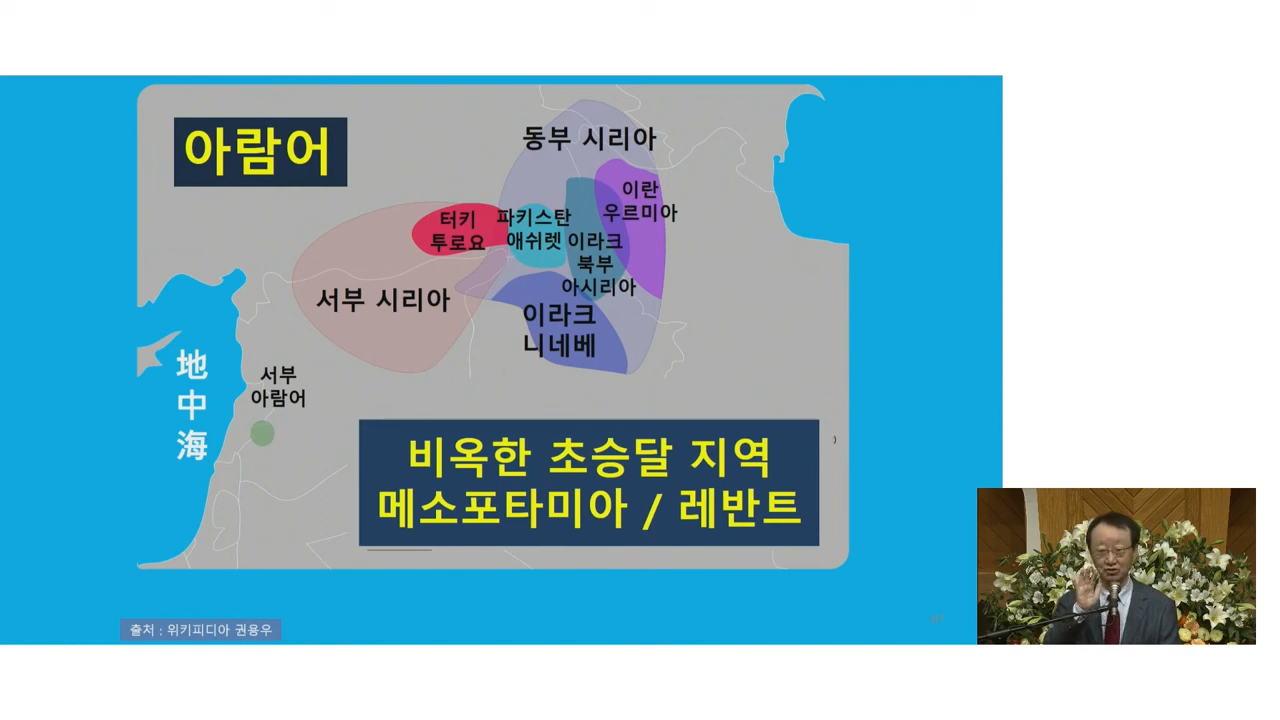 아람어
동부 시리아
이란
우르미아
터키
투로요
파키스탄
애쉬렛
이라크
북부
아시리아
서부 시리아
이라크
니네베
地
中
海
서부
아람어
비옥한 초승달 지역
메소포타미아 / 레반트
출처 : 위키피디아 권용우